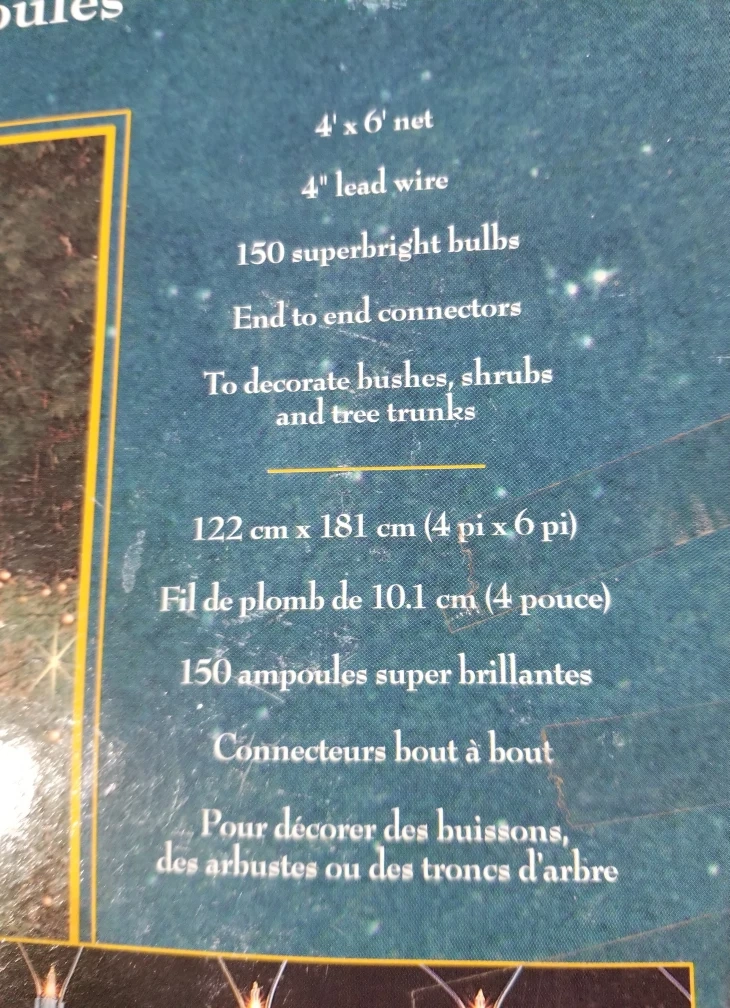 4' x 6' net
4" lead wire
150 superbright bulbs
End to end connectors
To decorate bushes, shrubs
and tree trunks
122 cm x 181 cm (4 pi x 6 pi)
Fil de plomb de 10.1 cm (4 pouce)
150 ampoules super brillantes
Connecteurs bout à bout
Pour décorer des buissons,
des arbustes ou des troncs d'arbre